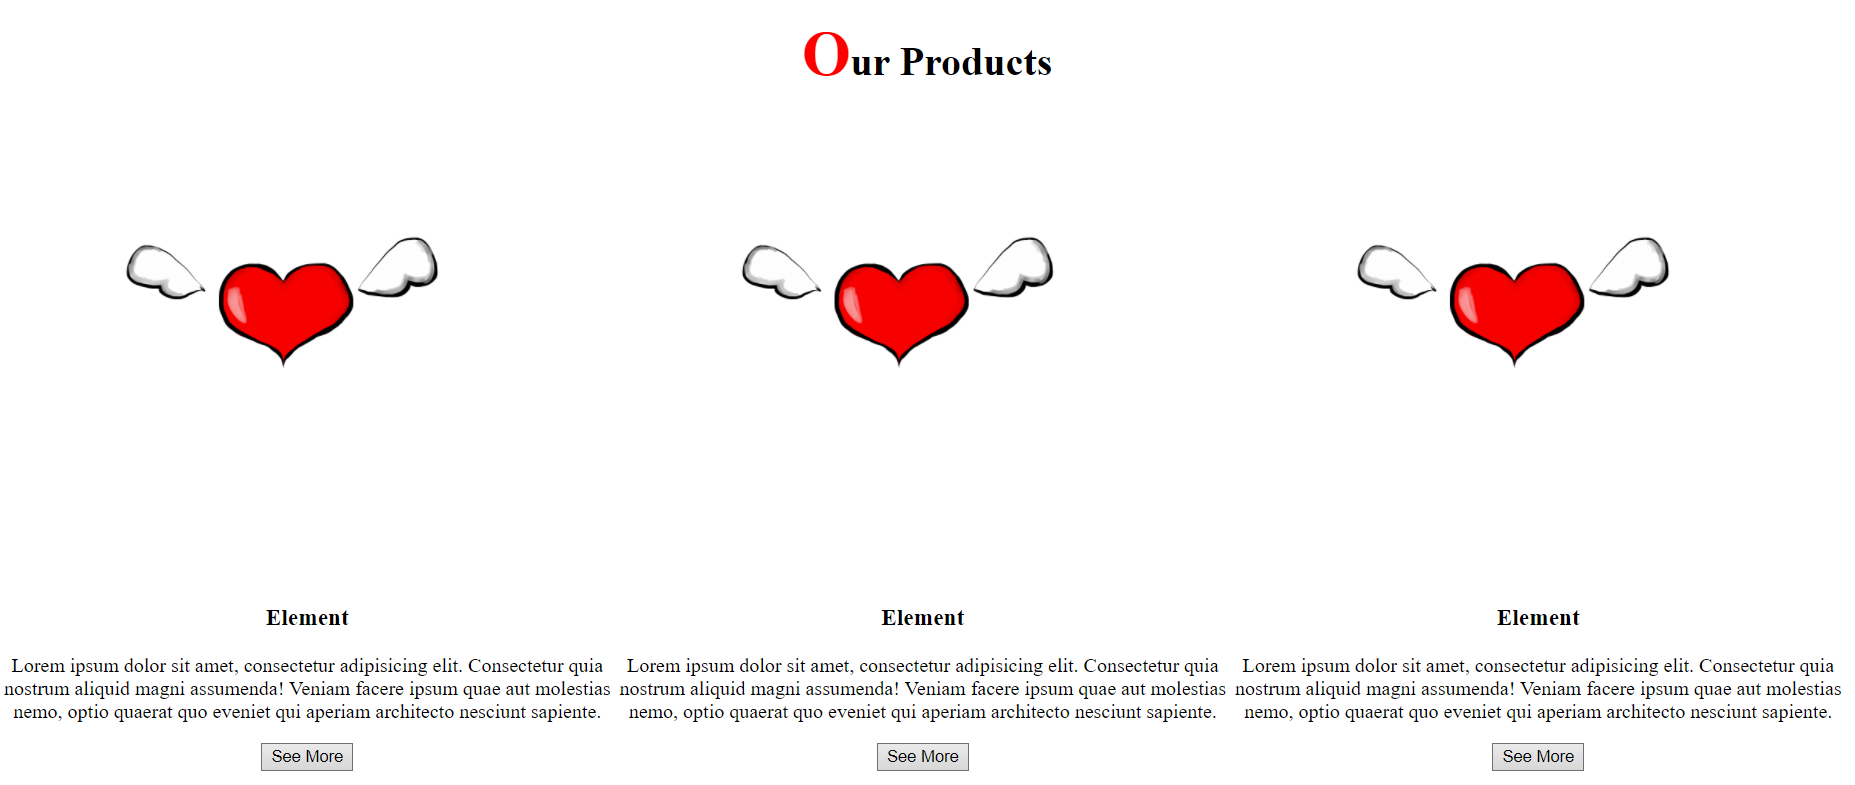 Our Products
Element
Lorem ipsum dolor sit amet, consectetur adipisicing elit. Consectetur quia
nostrum aliquid magni assumenda! Veniam facere ipsum quae aut molestias
nemo, optio quaerat quo eveniet qui aperiam architecto nesciunt sapiente.
See More
Element
Lorem ipsum dolor sit amet, consectetur adipisicing elit. Consectetur quia
nostrum aliquid magni assumenda! Veniam facere ipsum quae aut molestias
nemo, optio quaerat quo eveniet qui aperiam architecto nesciunt sapiente.
See More
Element
Lorem ipsum dolor sit amet, consectetur adipisicing elit. Consectetur quia
nostrum aliquid magni assumenda! Veniam facere ipsum quae aut molestias
nemo, optio quaerat quo eveniet qui aperiam architecto nesciunt sapiente.
See More